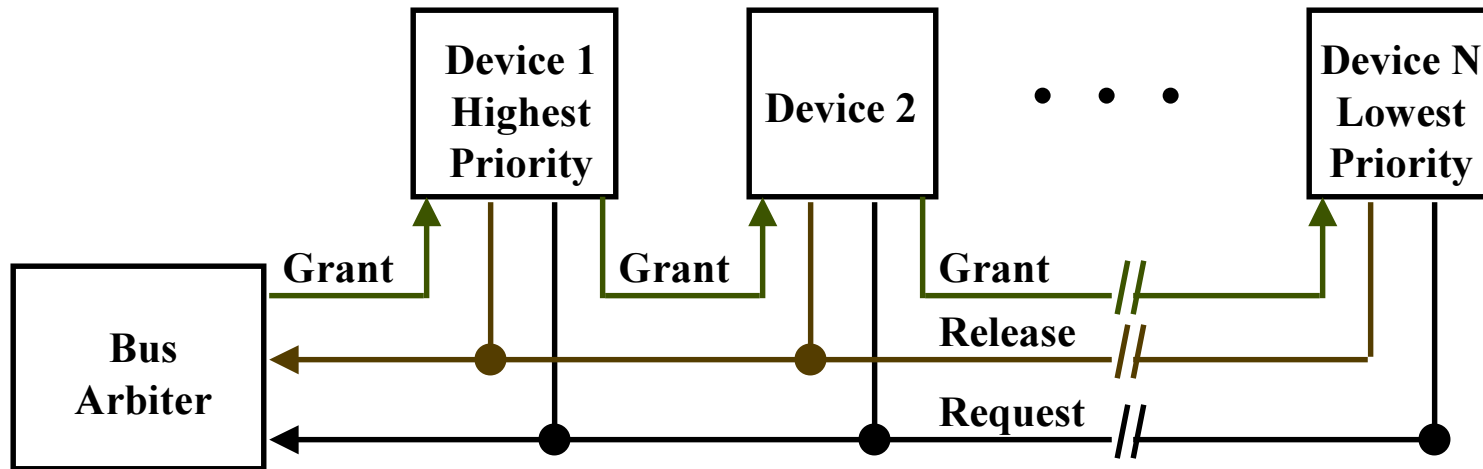 Device 1
Highest
Priority
Device 2
Device N
Lowest
Priority
Grant
Grant
Grant
Bus
Arbiter
Release
Request